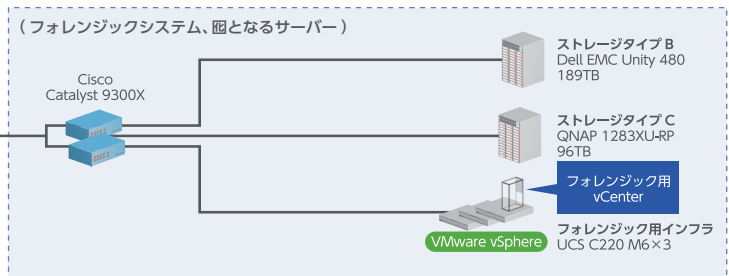 （フォレンジックシステム、囮となるサーバー）
Cisco
Catalyst 9300X
ストレージタイプ B
Dell EMC Unity 480
189TB
ストレージタイプ C
QNAP 1283XU-RP
96TB
フォレンジック用
vCenter
VMware vSphere
フォレンジック用インフラ
UCS C220 M6×3